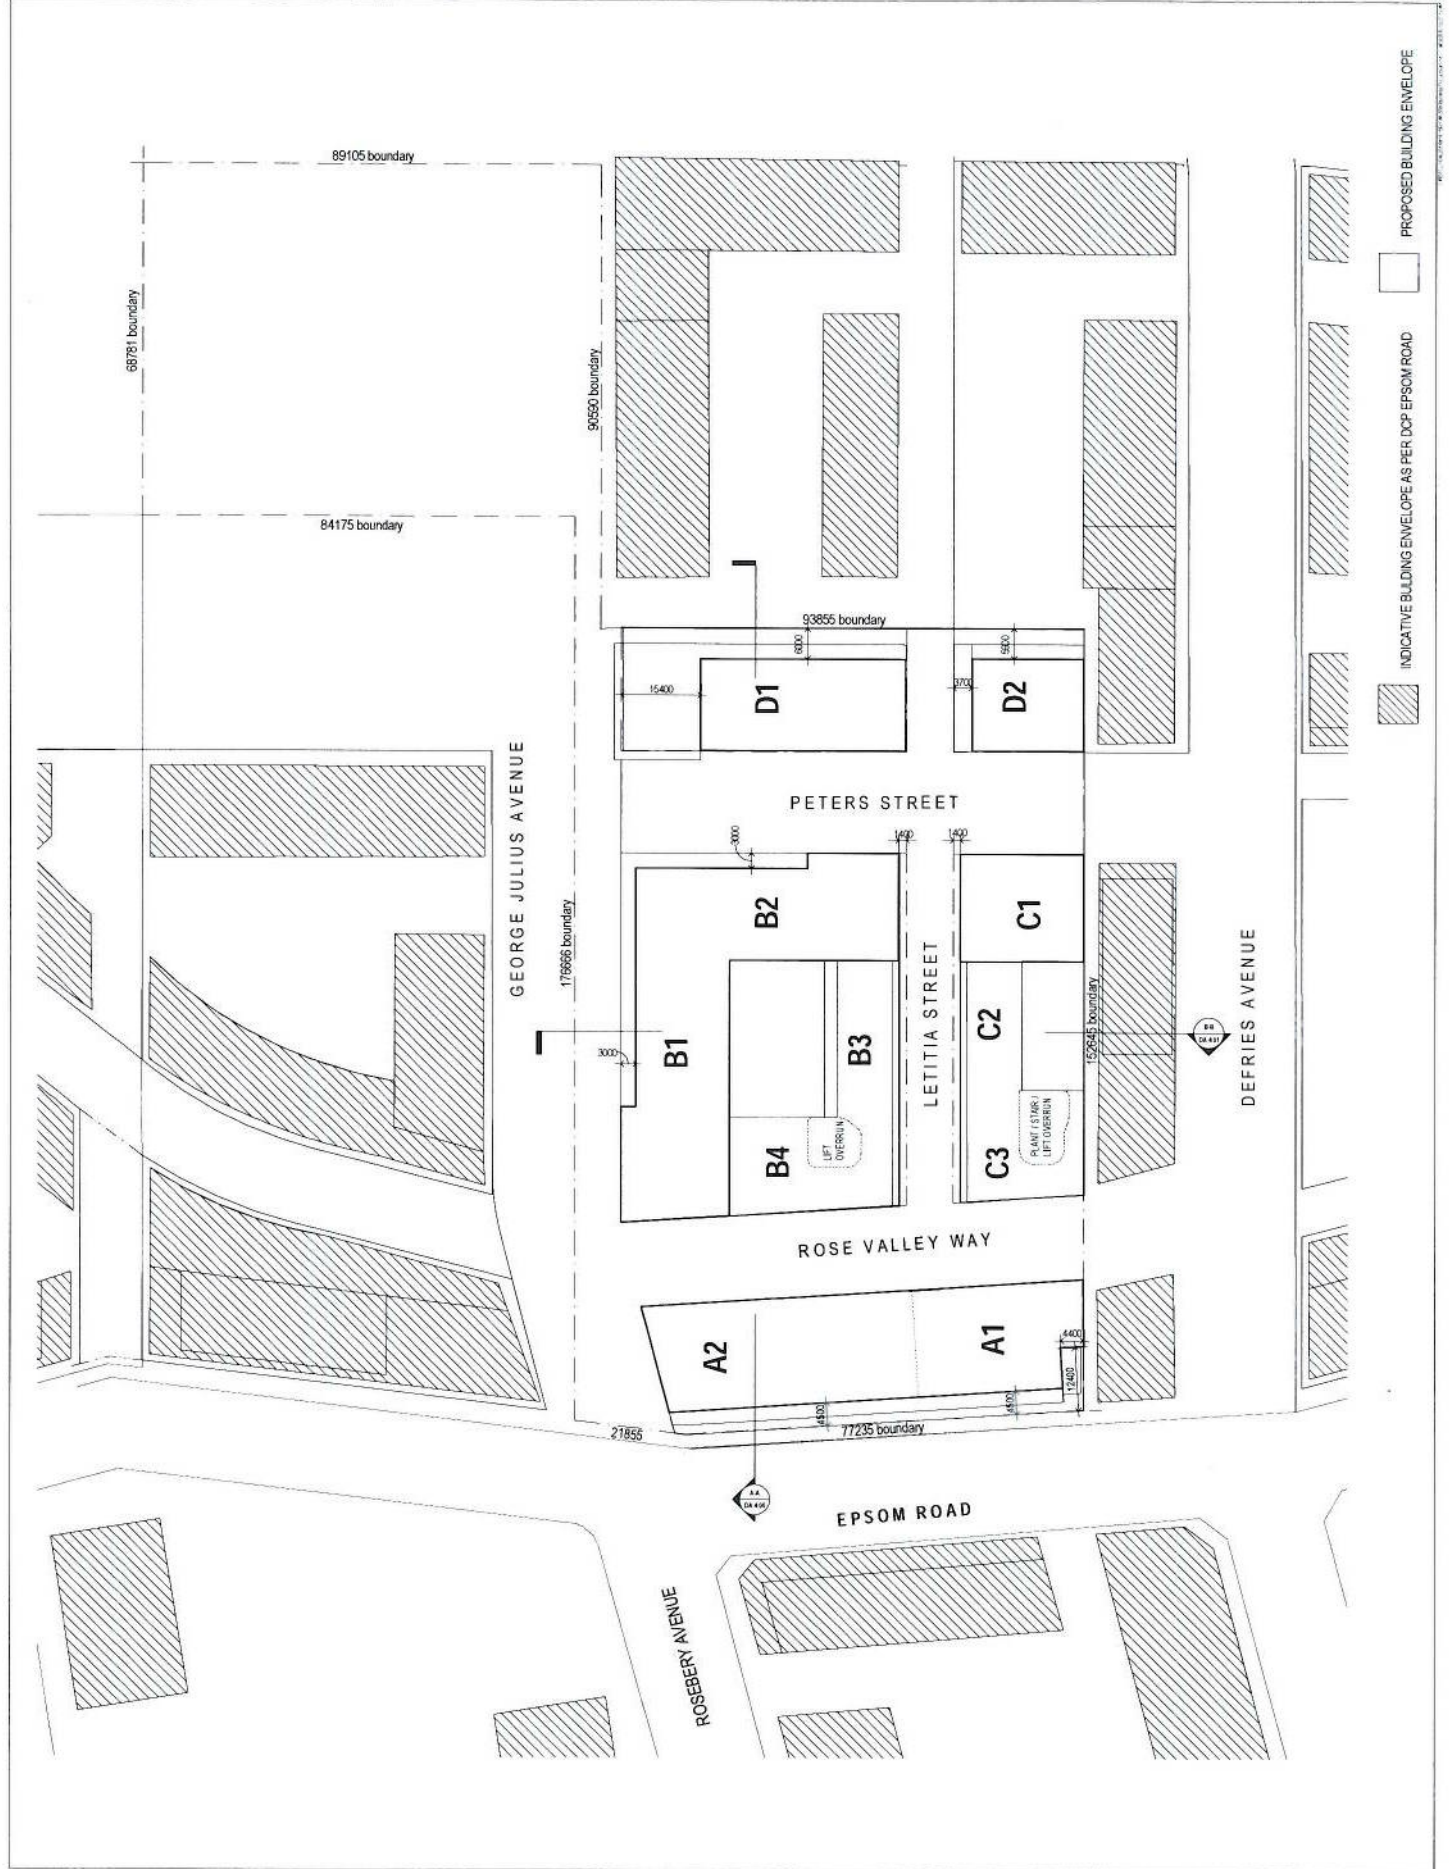 89105 boundary
68781 boundary
90590 boundary
84175 boundary
93855 boundary
6000
5900
15400
3700
D1
D2
GEORGE JULIUS AVENUE
PETERS STREET
3000
1400
1400
176666 boundary
B2
C1
LETITIA STREET
3000
B1
B3
C2
152645 boundary
DEFRIES AVENUE
B-B
DA 401
B4
LIFT
OVERRUN
C3
PLANT / STAIR /
LIFT OVERRUN
ROSE VALLEY WAY
A2
A1
4400
12400
4500
4500
21855
77235 boundary
A-A
EPSOM ROAD
ROSEBERY AVENUE
INDICATIVE BUILDING ENVELOPE AS PER DCP EPSOM ROAD
PROPOSED BUILDING ENVELOPE